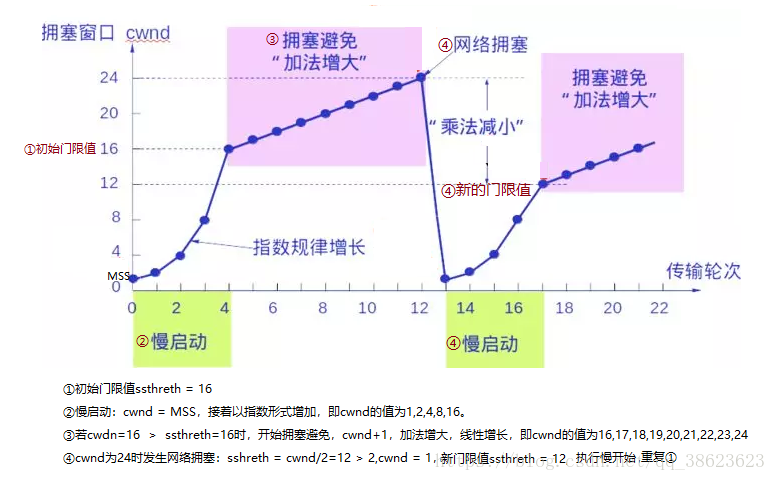 拥塞窗口 cwnd
③拥塞避免
“加法增大”
④网络拥塞
拥塞避免
“加法增大”
24
20
①初始门限值 16
“乘法减小”
④新的门限值
12
8
指数规律增长
4
MSS
传输轮次
0
0 2 4 6 8 10 12 14 16 18 20 22
②慢启动
④慢启动
①初始门限值ssthreth = 16
②慢启动：cwnd = MSS，接着以指数形式增加，即cwnd的值为1,2,4,8,16。
③若cwdn=16 > ssthreth=16时，开始拥塞避免，cwnd+1，加法增大，线性增长，即cwnd的值为16,17,18,19,20,21,22,23,24
④cwnd为24时发生网络拥塞：sshreth = cwnd/2=12 > 2,cwnd = 1, 新门限值ssthreth = 12 执行慢开始 重复①
https://blog.csdn.net/qq_38623623